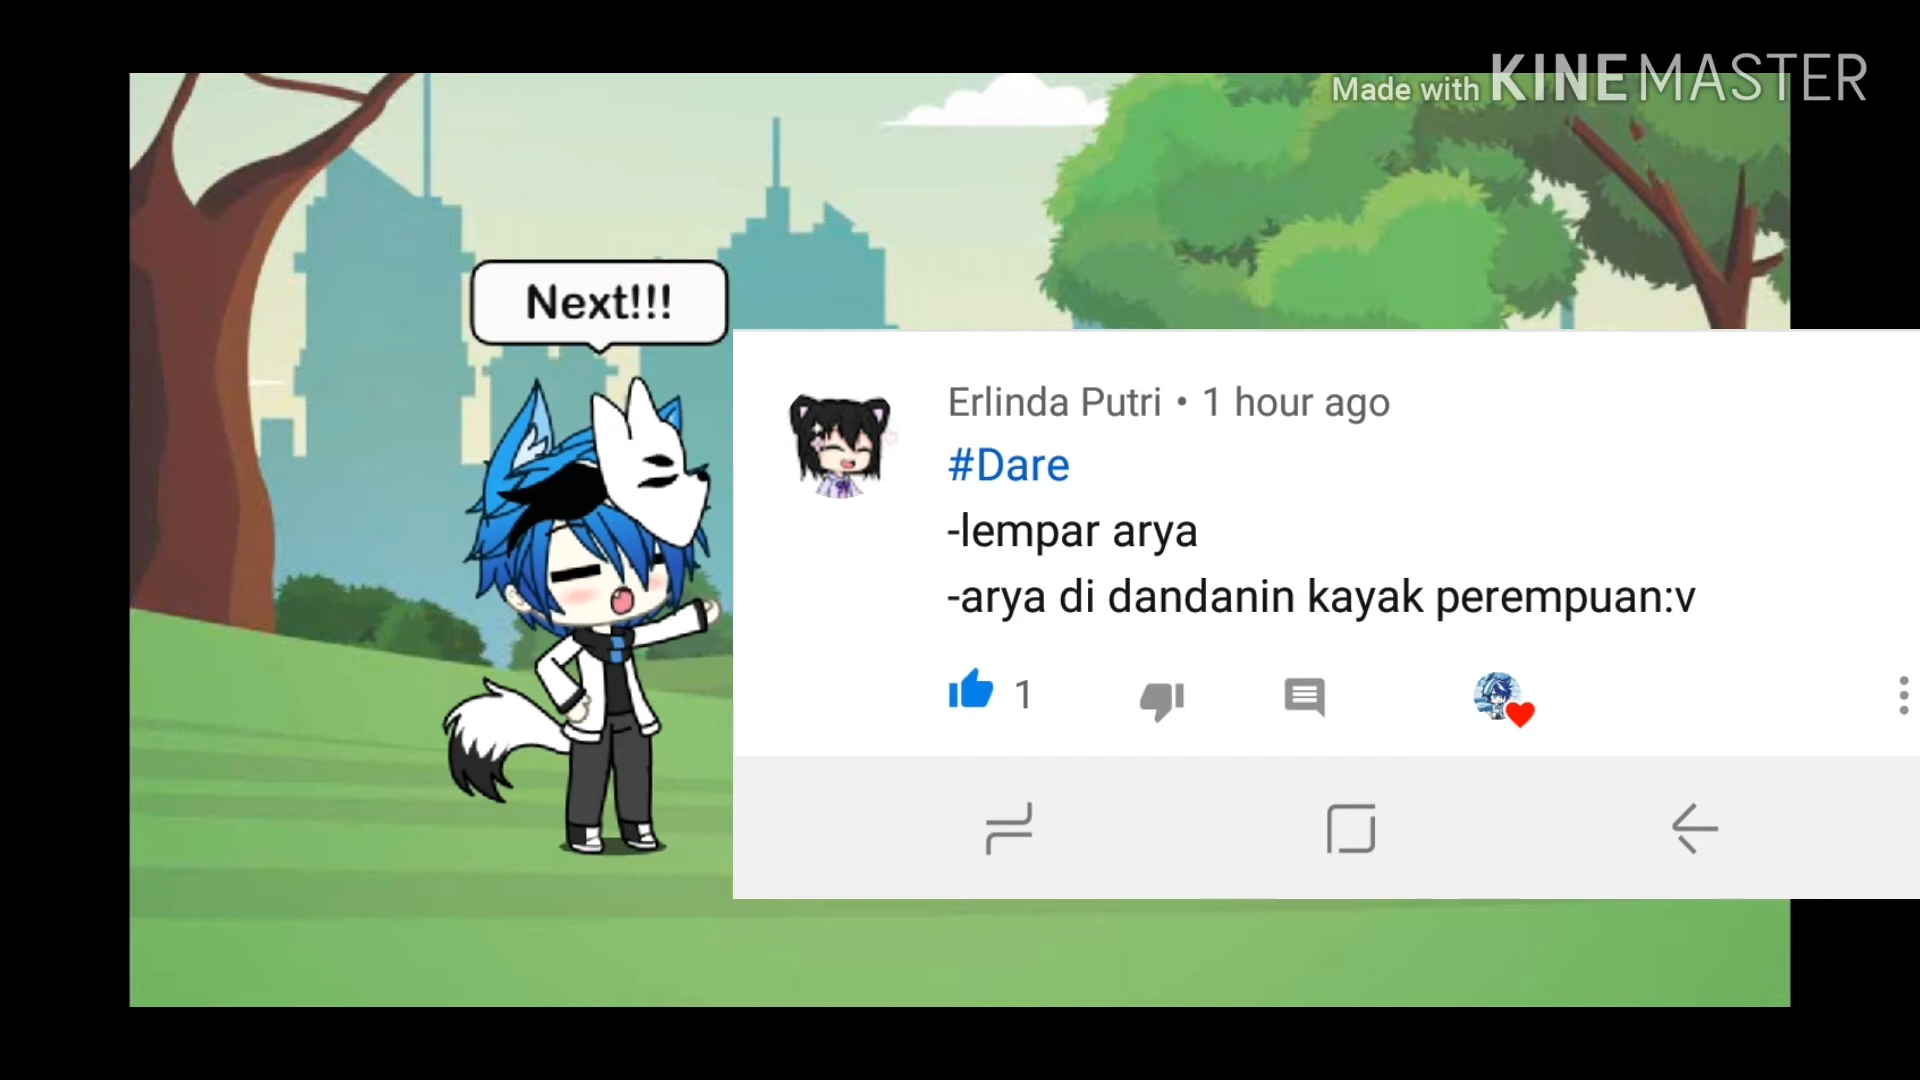 Made with KINEMASTER
Next!!!
Erlinda Putri • 1 hour ago
#Dare
-lempar arya
-arya di dandanin kayak perempuan:v
1